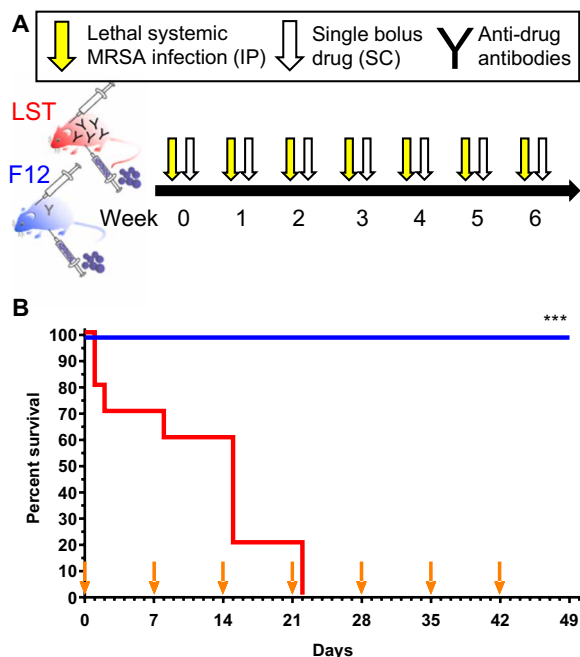 A
Lethal systemic
MRSA infection (IP)
Single bolus
drug (SC)
Anti-drug
antibodies
LST
F12
Week 0 1 2 3 4 5 6
B
***
100
90
80
70
60
50
40
30
20
10
0
Percent survival
0 7 14 21 28 35 42 49
Days